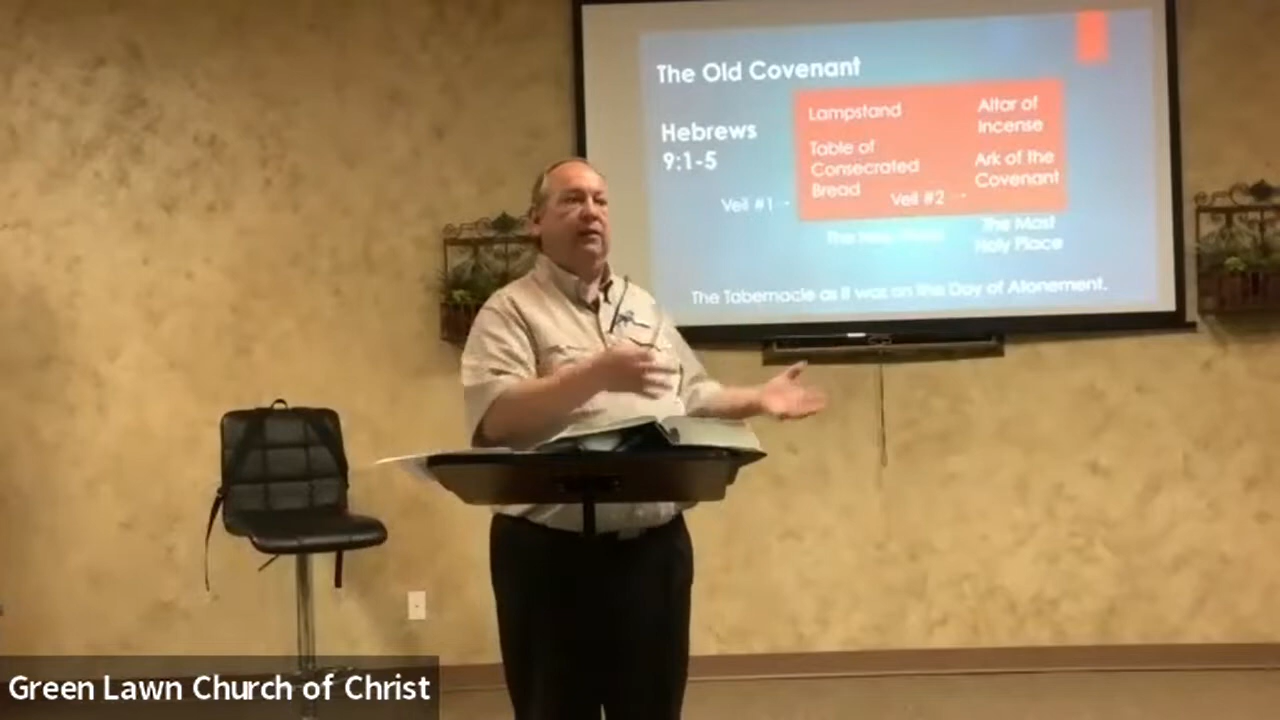 The Old Covenant
Hebrews
9:1-5
Lampstand
Table of
Consecrated
Bread
Altar of
Incense
Ark of the
Covenant
Veil #1
Veil #2
The Most
Holy Place
The Tabernacle as it was on the Day of Atonement.
Green Lawn Church of Christ